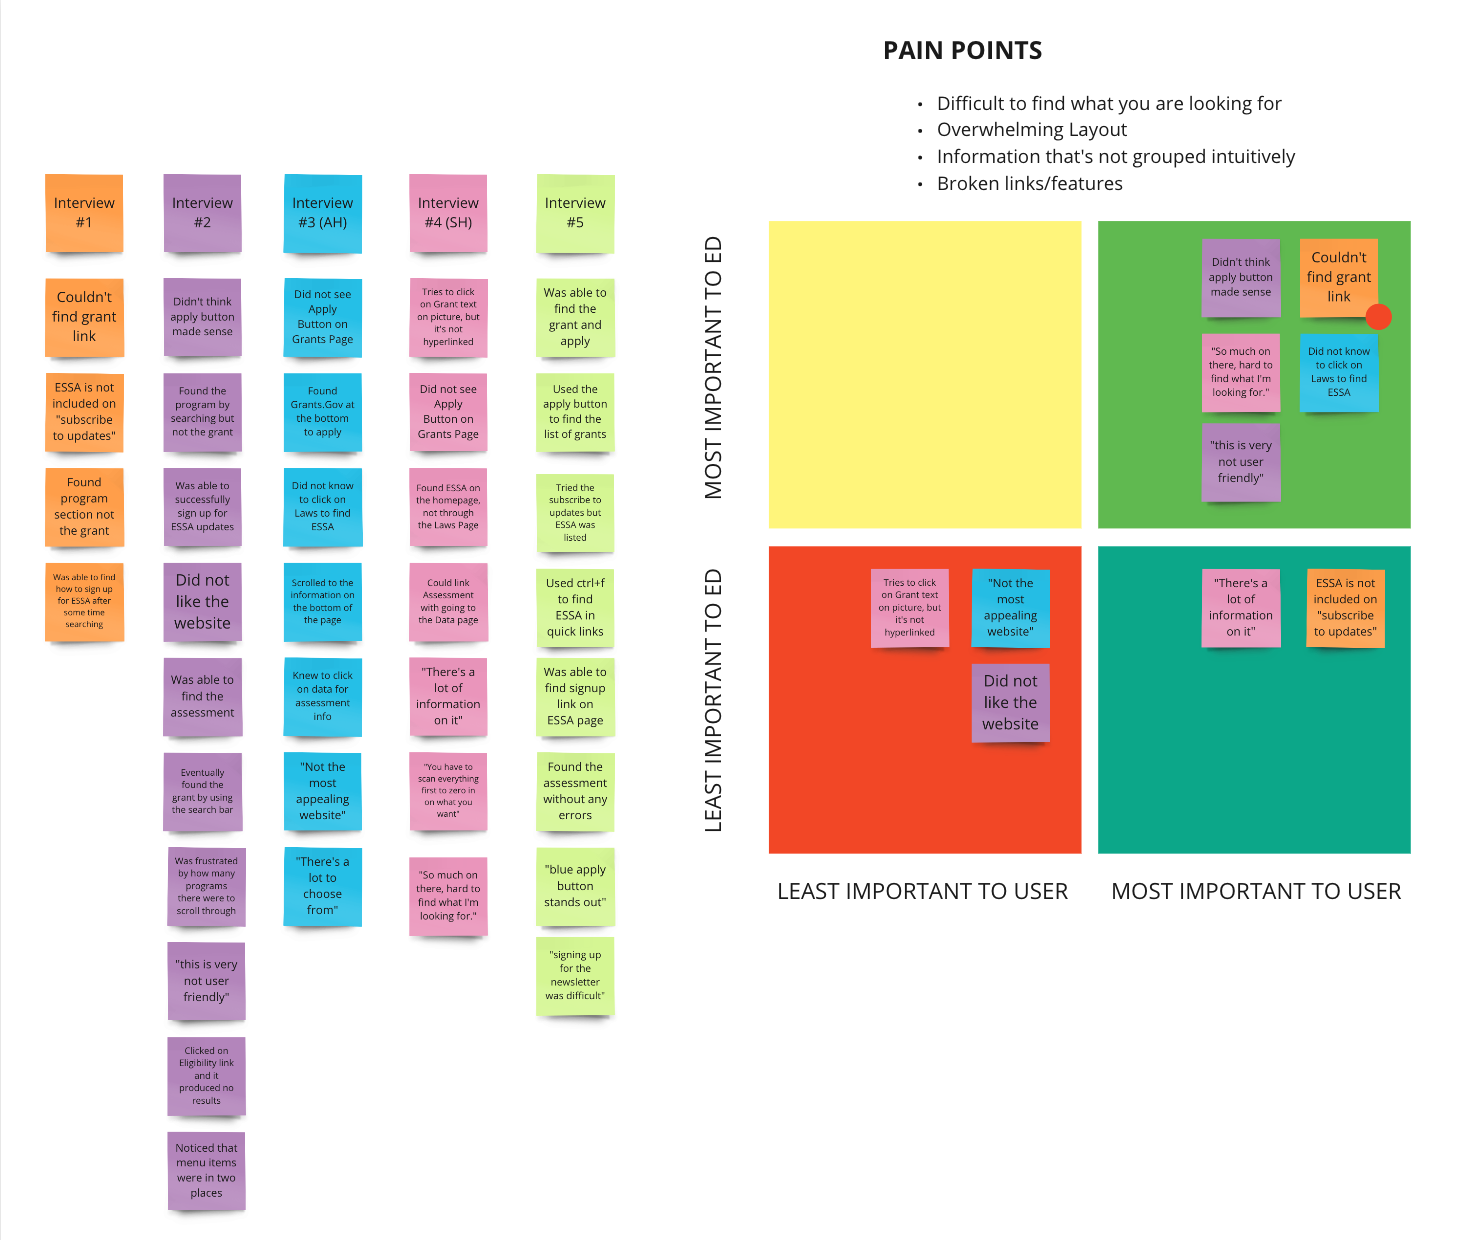 PAIN POINTS
• Difficult to find what you are looking for
• Overwhelming Layout
• Information that's not grouped intuitively
• Broken links/features
Interview
#1
Couldn't
find grant
link
ESSA is not
included on
"subscribe
to updates"
Found
program
section not
the grant
Was able to find
how to sign up
for ESSA after
some time
searching
Interview
#2
Didn't think
apply button
made sense
Found the
program by
searching but
not the grant
Was able to
successfully
sign up for
ESSA updates
Did not
like the
website
Was able to
find the
assessment
Eventually
found the
grant by using
the search bar
Was frustrated
by how many
programs
there were to
scroll through
"this is very
not user
friendly"
Clicked on
Eligibility link
and it
produced no
results
Noticed that
menu items
were in two
places
Interview
#3 (AH)
Did not see
Apply
Button on
Grants Page
Found
Grants.Gov at
the bottom
to apply
Did not know
to click on
Laws to find
ESSA
Scrolled to the
information on
the bottom of
the page
Knew to click
on data for
assessment
info
"Not the
most
appealing
website"
"There's a
lot to
choose
from"
Interview
#4 (SH)
Tries to click
on Grant text
on picture, but
it's not
hyperlinked
Did not see
Apply
Button on
Grants Page
Found ESSA on
the homepage,
not through
the Laws Page
Could link
Assessment
with going to
the Data page
"There's a
lot of
information
on it"
"You have to
scan everything
first to zero in
on what you
want"
"So much on
there, hard to
find what I'm
looking for."
Interview
#5
Was able to
find the
grant and
apply
Used the
apply button
to find the
list of grants
Tried the
subscribe to
updates but
ESSA was
listed
Used ctrl+f
to find
ESSA in
quick links
Was able to
find signup
link on
ESSA page
Found the
assessment
without any
errors
"blue apply
button
stands out"
"signing up
for the
newsletter
was difficult"
MOST IMPORTANT TO ED
Didn't think
apply button
made sense
Couldn't
find grant
link
"So much on
there, hard to
find what I'm
looking for."
Did not know
to click on
Laws to find
ESSA
"this is very
not user
friendly"
LEAST IMPORTANT TO ED
Tries to click
on Grant text
on picture, but
it's not
hyperlinked
"Not the
most
appealing
website"
Did not
like the
website
"There's a
lot of
information
on it"
ESSA is not
included on
"subscribe
to updates"
LEAST IMPORTANT TO USER
MOST IMPORTANT TO USER